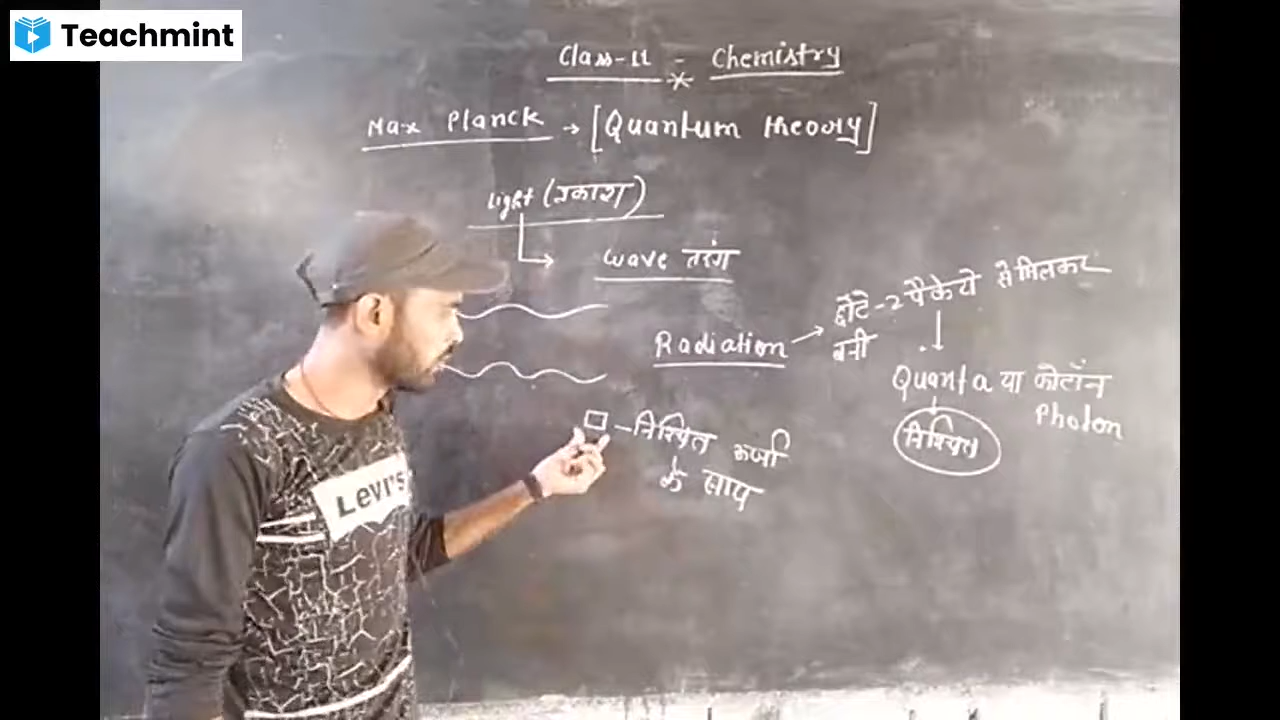 Teachmint
Class-11 - Chemistry
Max Planck → [Quantum theory]
Light (प्रकाश)
wave तरंग
Radiation → छोटे-2 पैकेटो से मिलकर
बनी
Quanta या फोटॉन
Photon
निश्चित
□ - निश्चित ऊर्जा
के साथ
Levi's